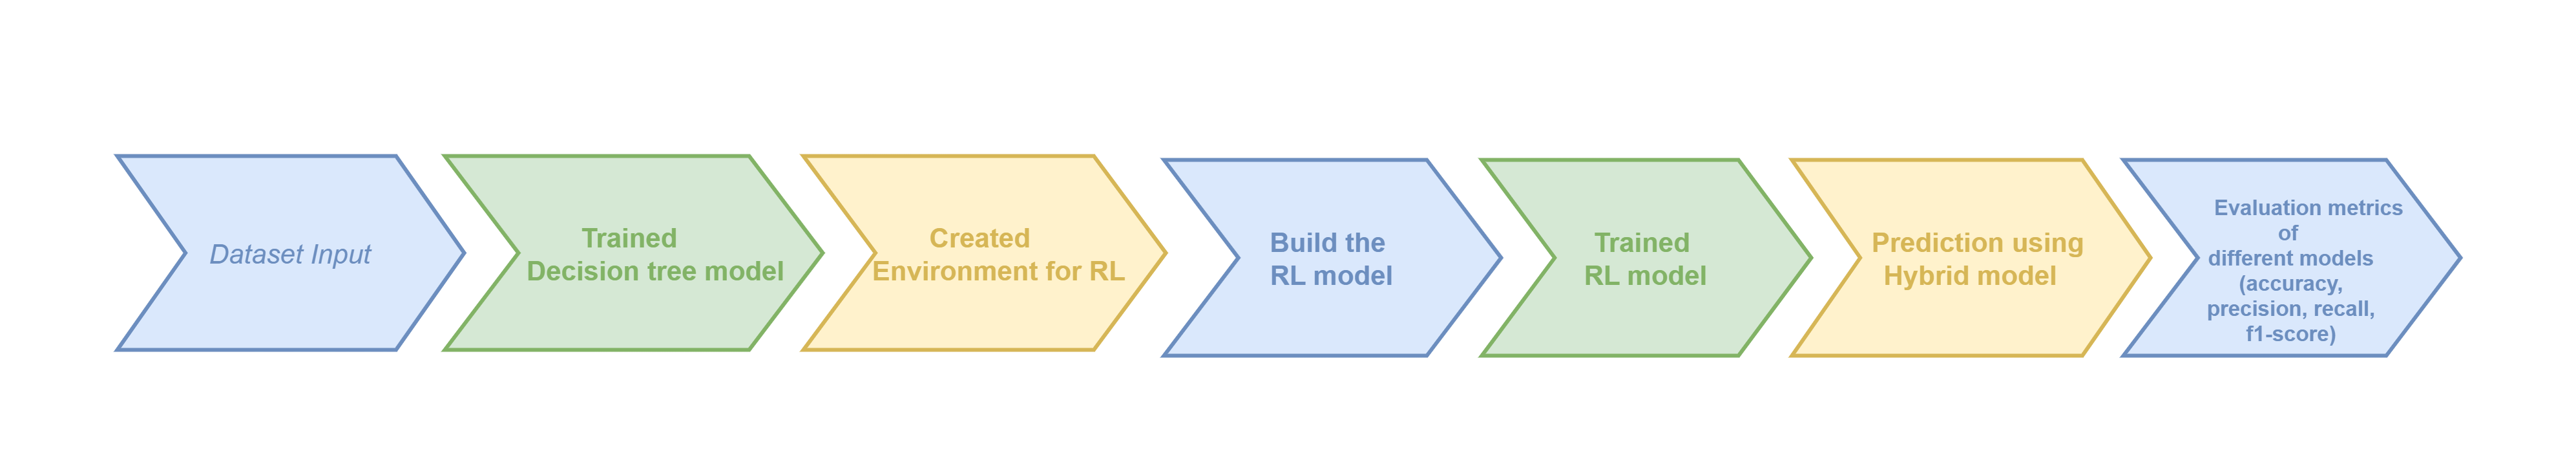 Dataset Input
Trained
Decision tree model
Created
Environment for RL
Build the
RL model
Trained
RL model
Prediction using
Hybrid model
Evaluation metrics
of
different models
(accuracy,
precision, recall,
f1-score)